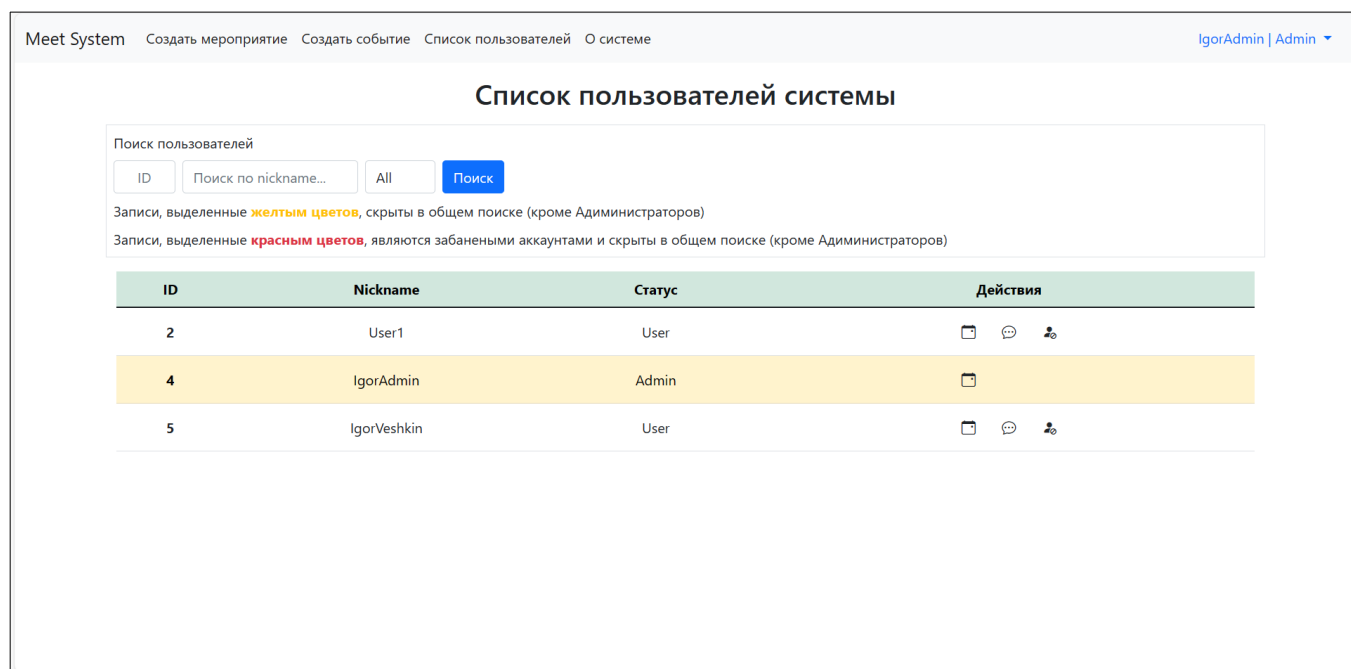 Meet System Создать мероприятие Создать событие Список пользователей О системе IgorAdmin | Admin
Список пользователей системы
Поиск пользователей
ID Поиск по nickname... All Поиск
Записи, выделенные желтым цветов, скрыты в общем поиске (кроме Адиминистраторов)
Записи, выделенные красным цветов, являются забанеными аккаунтами и скрыты в общем поиске (кроме Адиминистраторов)
ID Nickname Статус Действия
2 User1 User
4 IgorAdmin Admin
5 IgorVeshkin User